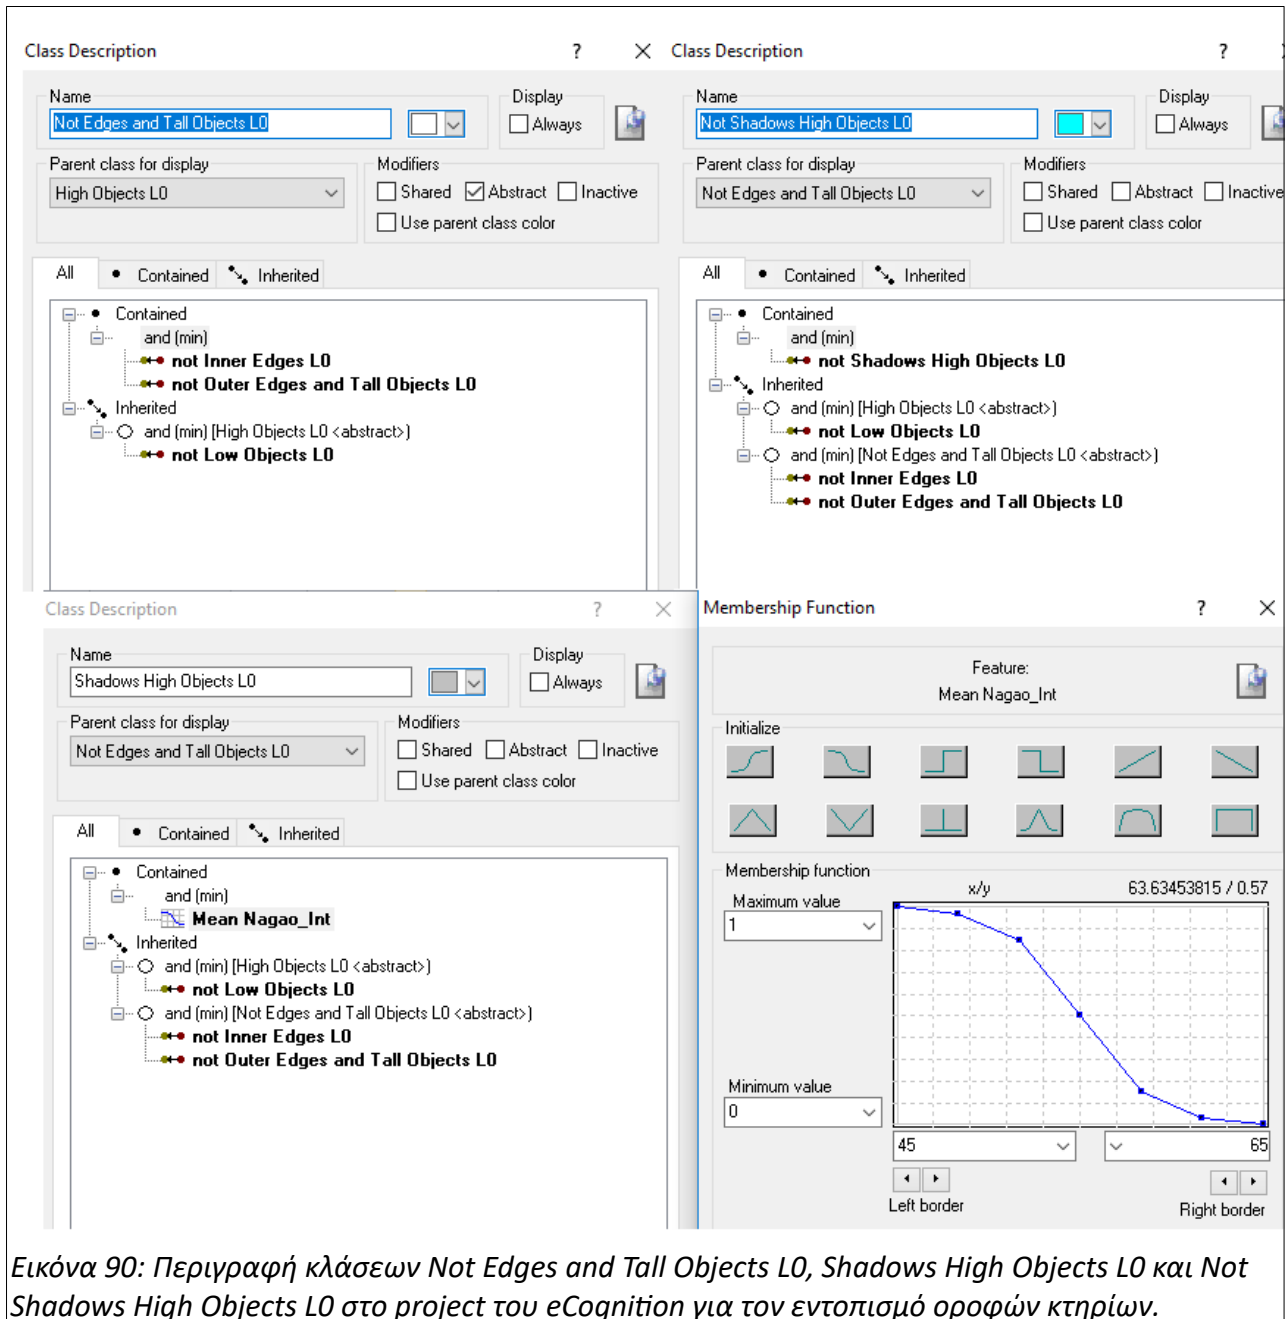 Class Description ? X
Name
Not Edges and Tall Objects L0
Display
Always
Parent class for display
High Objects L0
Modifiers
Shared Abstract Inactive
Use parent class color
All Contained Inherited
Contained
and (min)
not Inner Edges L0
not Outer Edges and Tall Objects L0
Inherited
and (min) [High Objects L0 <abstract>)
not Low Objects L0
Class Description ?
Name
Not Shadows High Objects L0
Display
Always
Parent class for display
Not Edges and Tall Objects L0
Modifiers
Shared Abstract Inactive
Use parent class color
All Contained Inherited
Contained
and (min)
not Shadows High Objects L0
Inherited
and (min) [High Objects L0 <abstract>)
not Low Objects L0
and (min) [Not Edges and Tall Objects L0 <abstract>)
not Inner Edges L0
not Outer Edges and Tall Objects L0
Class Description ? X
Name
Shadows High Objects L0
Display
Always
Parent class for display
Not Edges and Tall Objects L0
Modifiers
Shared Abstract Inactive
Use parent class color
All Contained Inherited
Contained
and (min)
Mean Nagao_Int
Inherited
and (min) [High Objects L0 <abstract>)
not Low Objects L0
and (min) [Not Edges and Tall Objects L0 <abstract>)
not Inner Edges L0
not Outer Edges and Tall Objects L0
Membership Function ? X
Feature:
Mean Nagao_Int
Initialize
Membership function
x/y 63.63453815 / 0.57
Maximum value
1
Minimum value
0
45 65
Left border Right border
Εικόνα 90: Περιγραφή κλάσεων Not Edges and Tall Objects L0, Shadows High Objects L0 και Not
Shadows High Objects L0 στο project του eCognition για τον εντοπισμό οροφών κτηρίων.